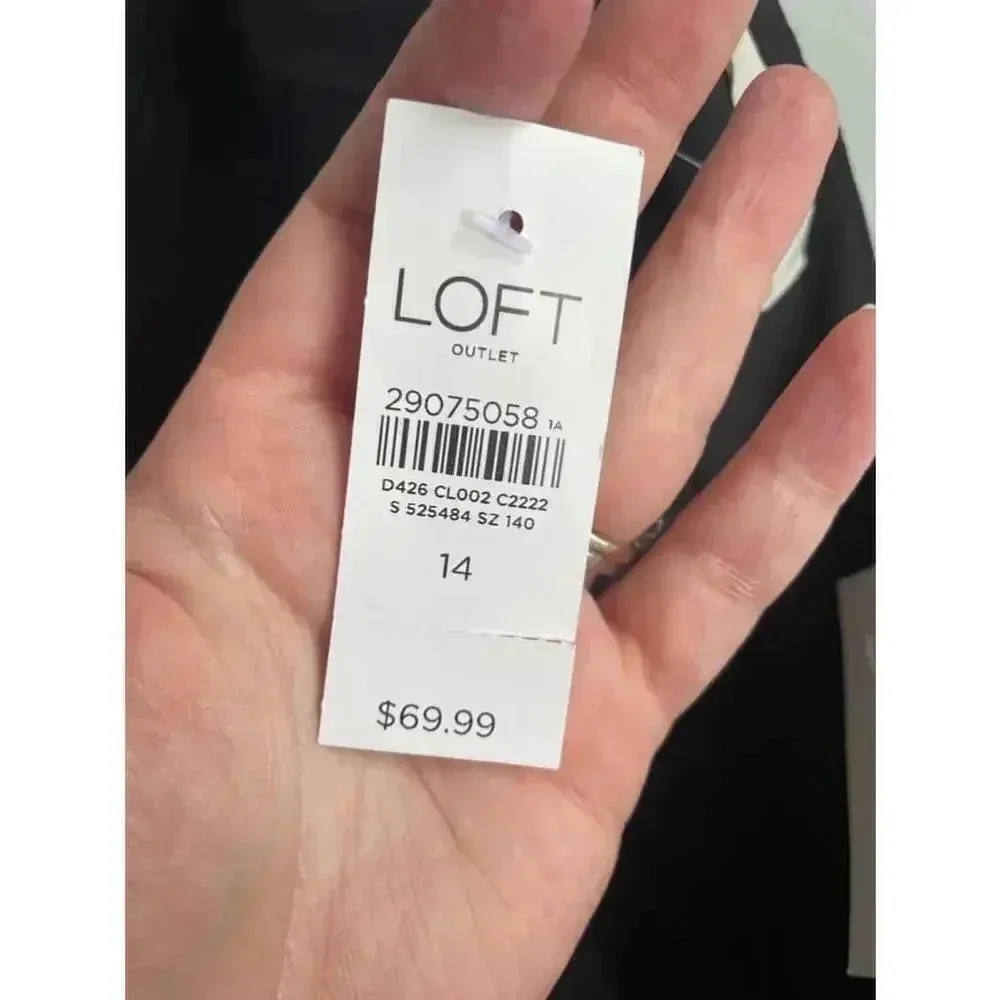 LOFT
OUTLET
29075058 1A
D426 CL002 C2222
S 525484 SZ 140
14
$69.99